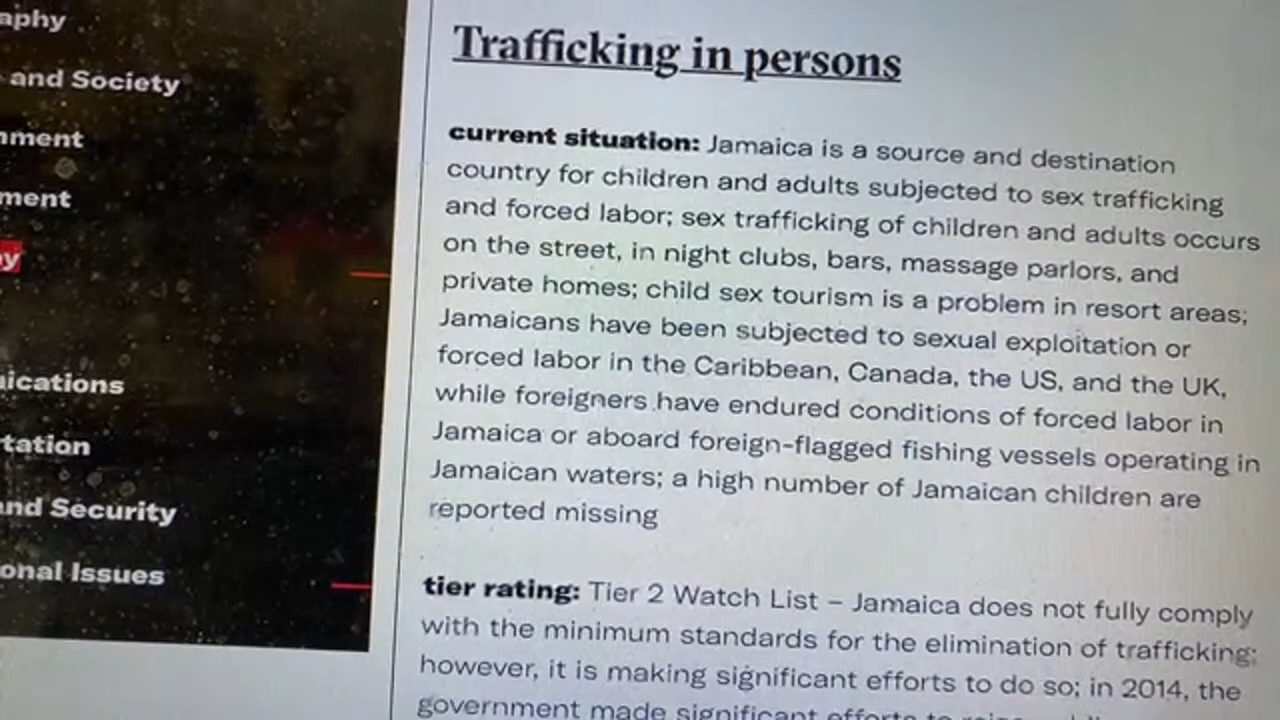 aphy
and Society
nment
ment
y
ications
tation
and Security
onal Issues
Trafficking in persons
current situation: Jamaica is a source and destination
country for children and adults subjected to sex trafficking
and forced labor; sex trafficking of children and adults occurs
on the street, in night clubs, bars, massage parlors, and
private homes; child sex tourism is a problem in resort areas;
Jamaicans have been subjected to sexual exploitation or
forced labor in the Caribbean, Canada, the US, and the UK,
while foreigners have endured conditions of forced labor in
Jamaica or aboard foreign-flagged fishing vessels operating in
Jamaican waters; a high number of Jamaican children are
reported missing
tier rating: Tier 2 Watch List – Jamaica does not fully comply
with the minimum standards for the elimination of trafficking;
however, it is making significant efforts to do so; in 2014, the
government made significant efforts to